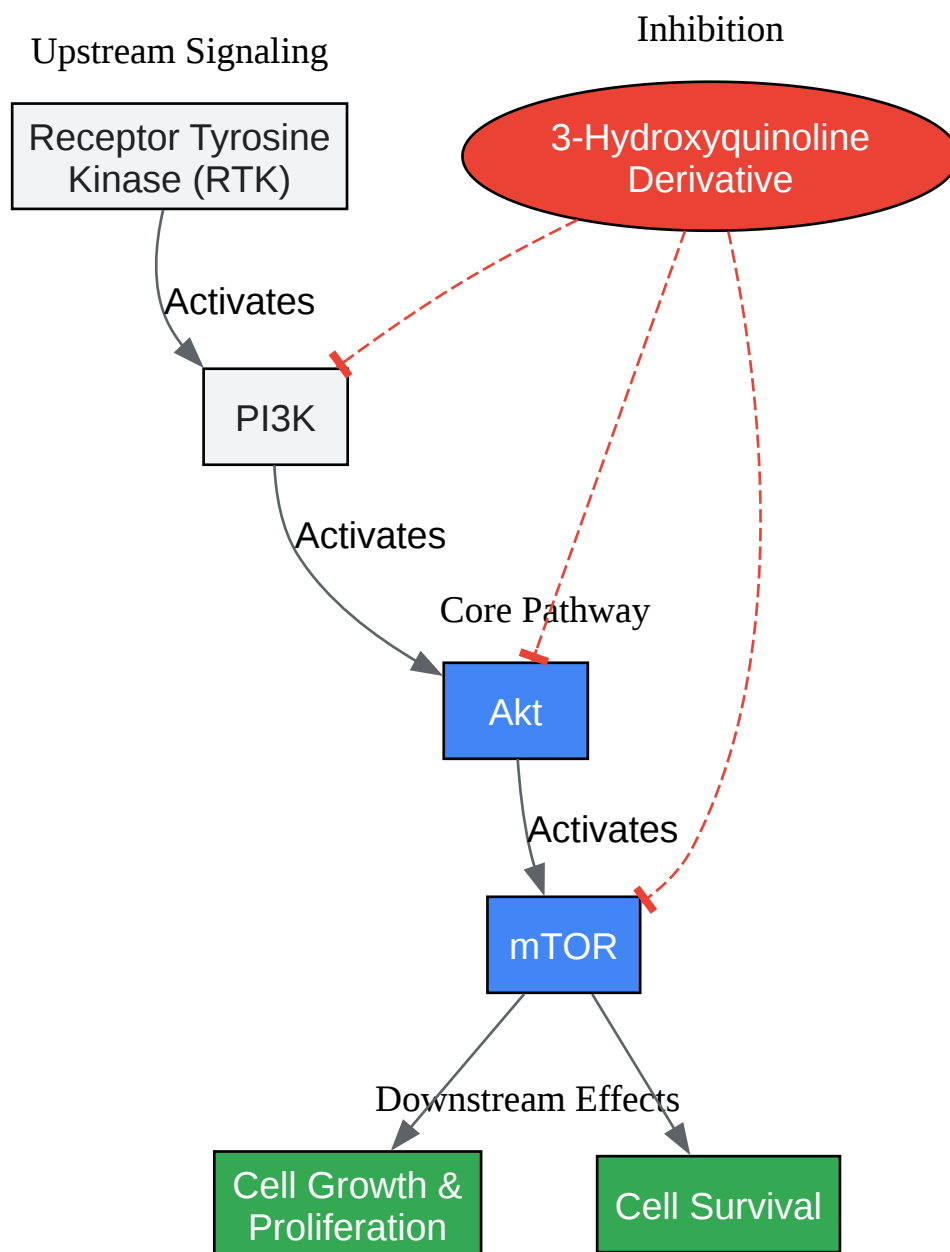 Inhibition
Upstream Signaling
Receptor Tyrosine
Kinase (RTK)
3-Hydroxyquinoline
Derivative
Activates
PI3K
Activates
Core Pathway
Akt
Activates
mTOR
Downstream Effects
Cell Growth &
Proliferation
Cell Survival